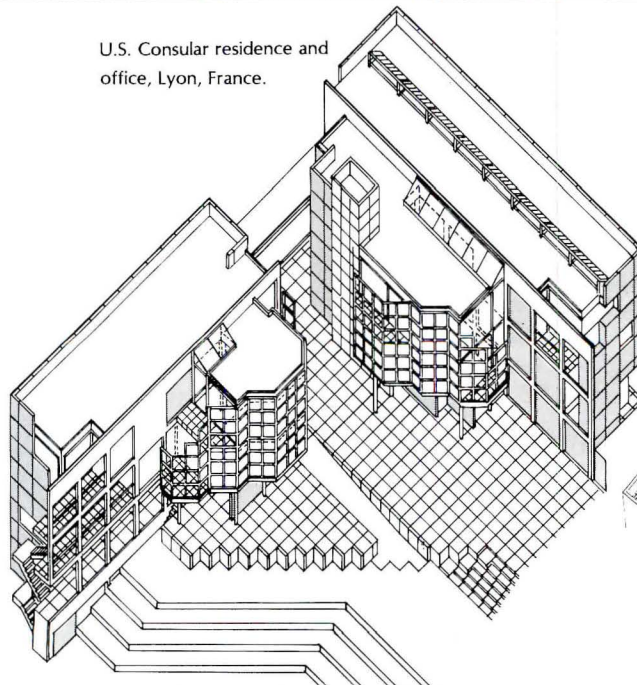 U.S. Consular residence and
office, Lyon, France.